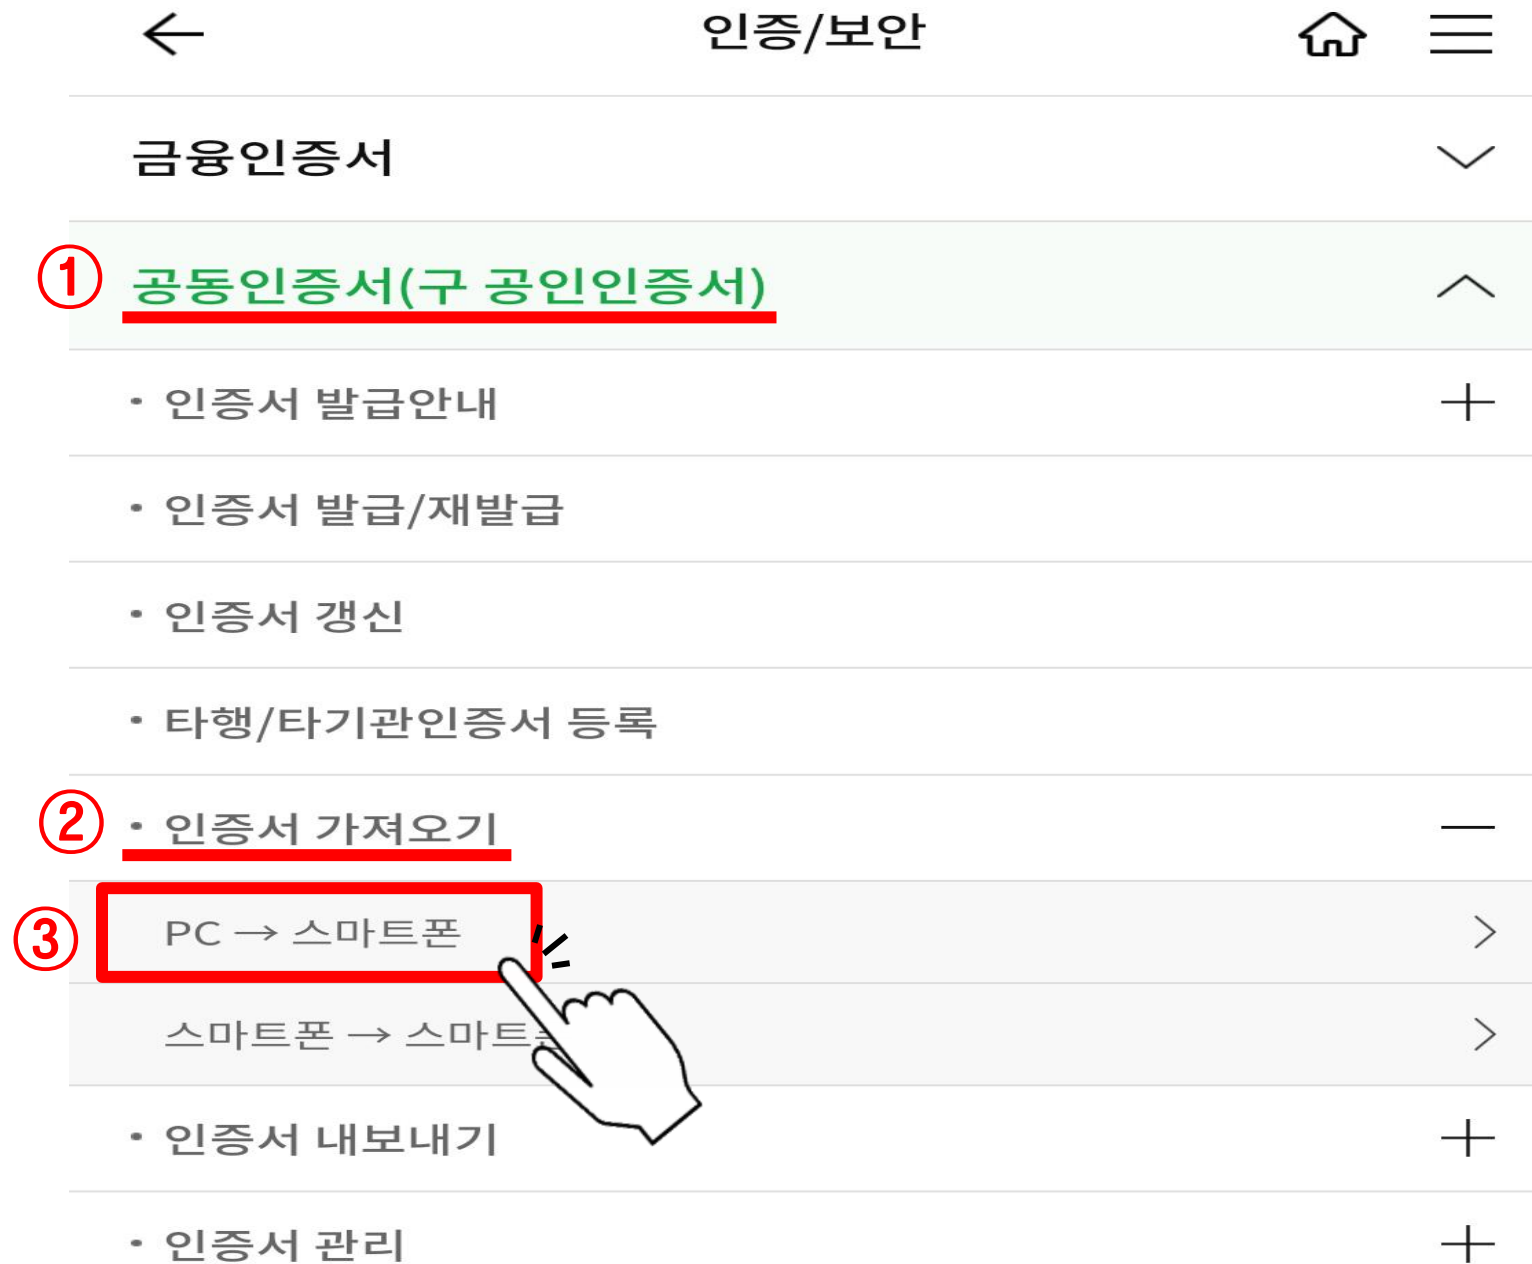 인증/보안
금융인증서
① 공동인증서(구 공인인증서)
• 인증서 발급안내
• 인증서 발급/재발급
• 인증서 갱신
• 타행/타기관인증서 등록
② • 인증서 가져오기
③ PC → 스마트폰
스마트폰 → 스마트폰
• 인증서 내보내기
• 인증서 관리